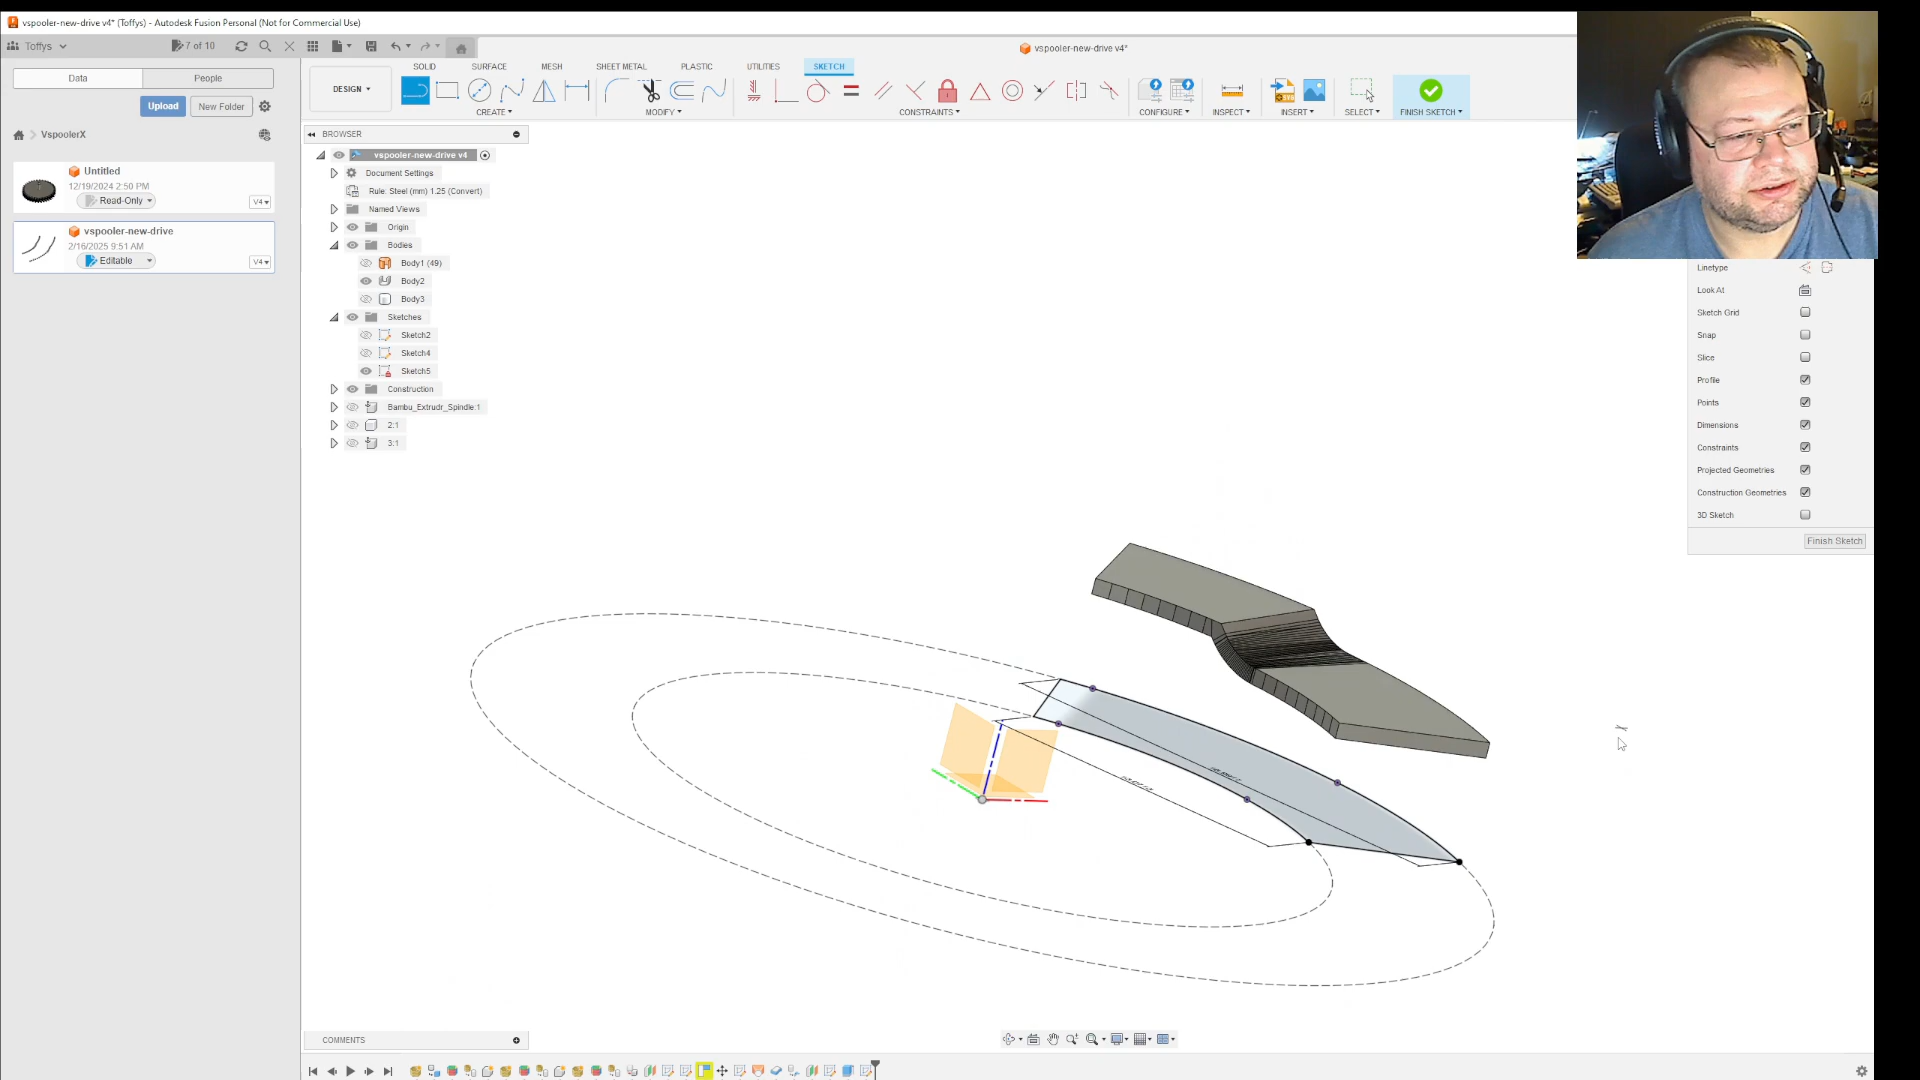 vspooler-new-drive v4* (Toffys) - Autodesk Fusion Personal (Not for Commercial Use)
Toffys
7 of 10
vspooler-new-drive v4*
Data
People
Upload
New Folder
VspoolerX
Untitled
12/19/2024 2:50 PM
Read-Only
V4
vspooler-new-drive
2/16/2025 9:51 AM
Editable
V4
SOLID
SURFACE
MESH
SHEET METAL
PLASTIC
UTILITIES
SKETCH
DESIGN
CREATE
MODIFY
CONSTRAINTS
CONFIGURE
INSPECT
INSERT
SELECT
FINISH SKETCH
BROWSER
vspooler-new-drive v4
Document Settings
Rule: Steel (mm) 1.25 (Convert)
Named Views
Origin
Bodies
Body1 (49)
Body2
Body3
Sketches
Sketch2
Sketch4
Sketch5
Construction
Bambu_Extrudr_Spindle:1
2:1
3:1
Linetype
Look At
Sketch Grid
Snap
Slice
Profile
Points
Dimensions
Constraints
Projected Geometries
Construction Geometries
3D Sketch
Finish Sketch
COMMENTS